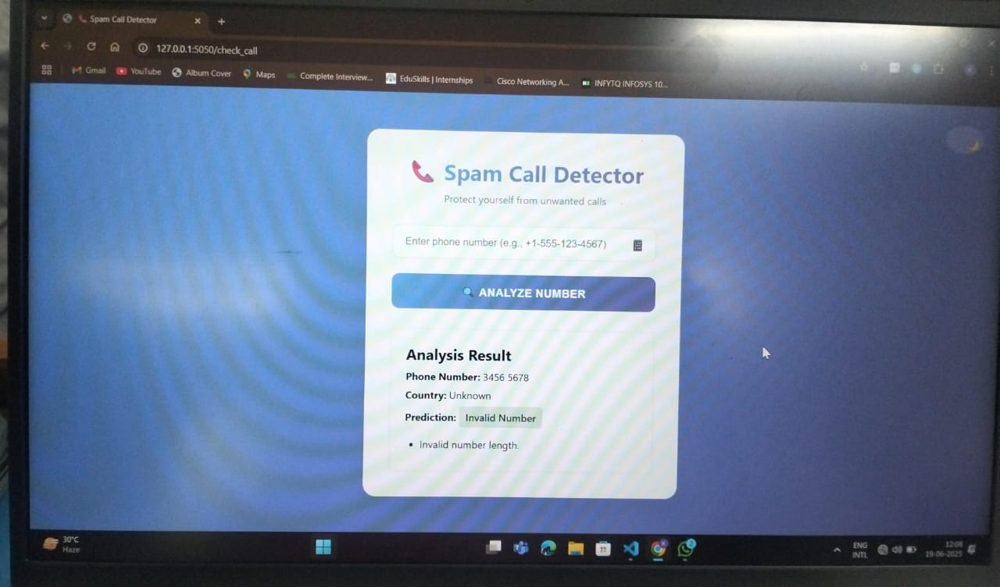 Spam Call Detector
127.0.0.1:5050/check_call
Gmail YouTube Album Cover Maps Complete Interview... EduSkills | Internships Cisco Networking A... INFYTQ INFOSYS 10...
Spam Call Detector
Protect yourself from unwanted calls
Enter phone number (e.g., +1-555-123-4567)
ANALYZE NUMBER
Analysis Result
Phone Number: 3456 5678
Country: Unknown
Prediction: Invalid Number
• Invalid number length.
30°C
Haze
ENG
INTL
12:08
19-06-2025